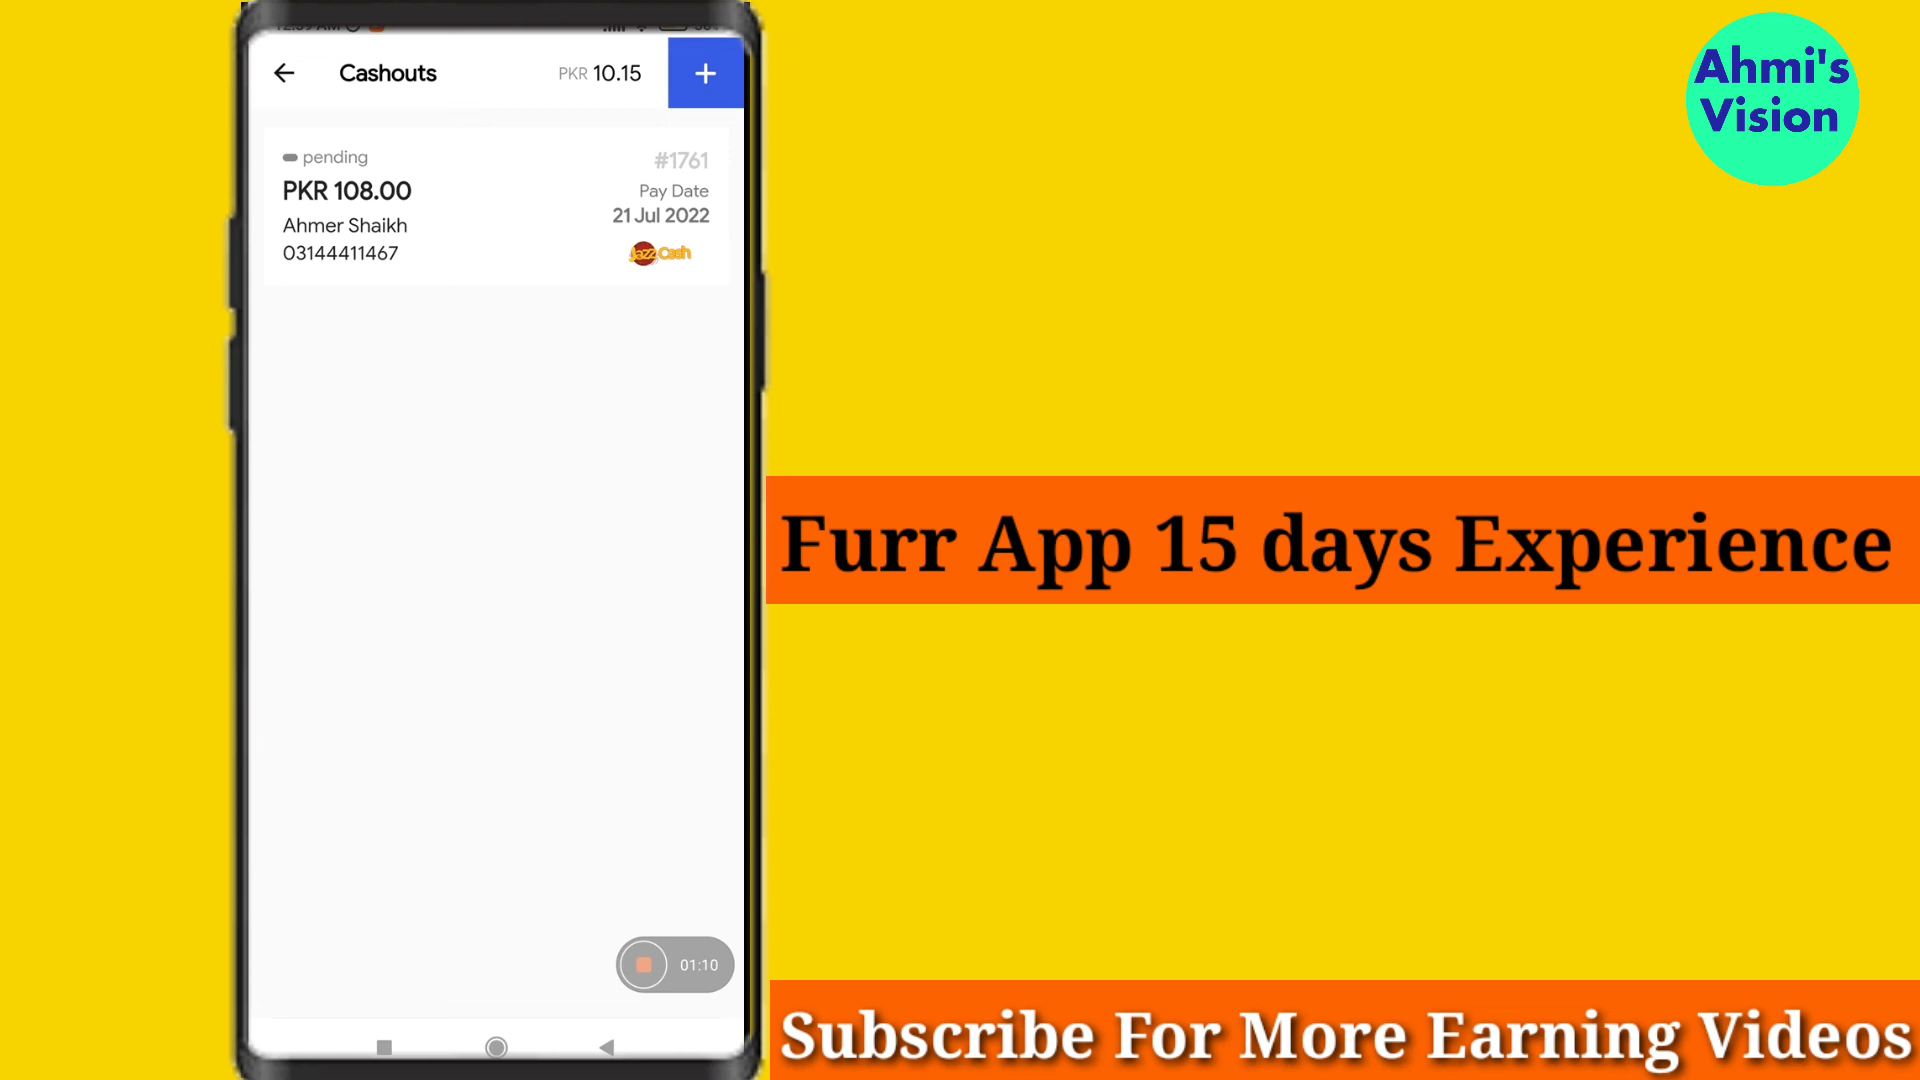 Cashouts PKR 10.15 +
pending #1761
PKR 108.00 Pay Date
21 Jul 2022
Ahmer Shaikh
03144411467 JazzCash
01:10
Ahmi's
Vision
Furr App 15 days Experience
Subscribe For More Earning Videos